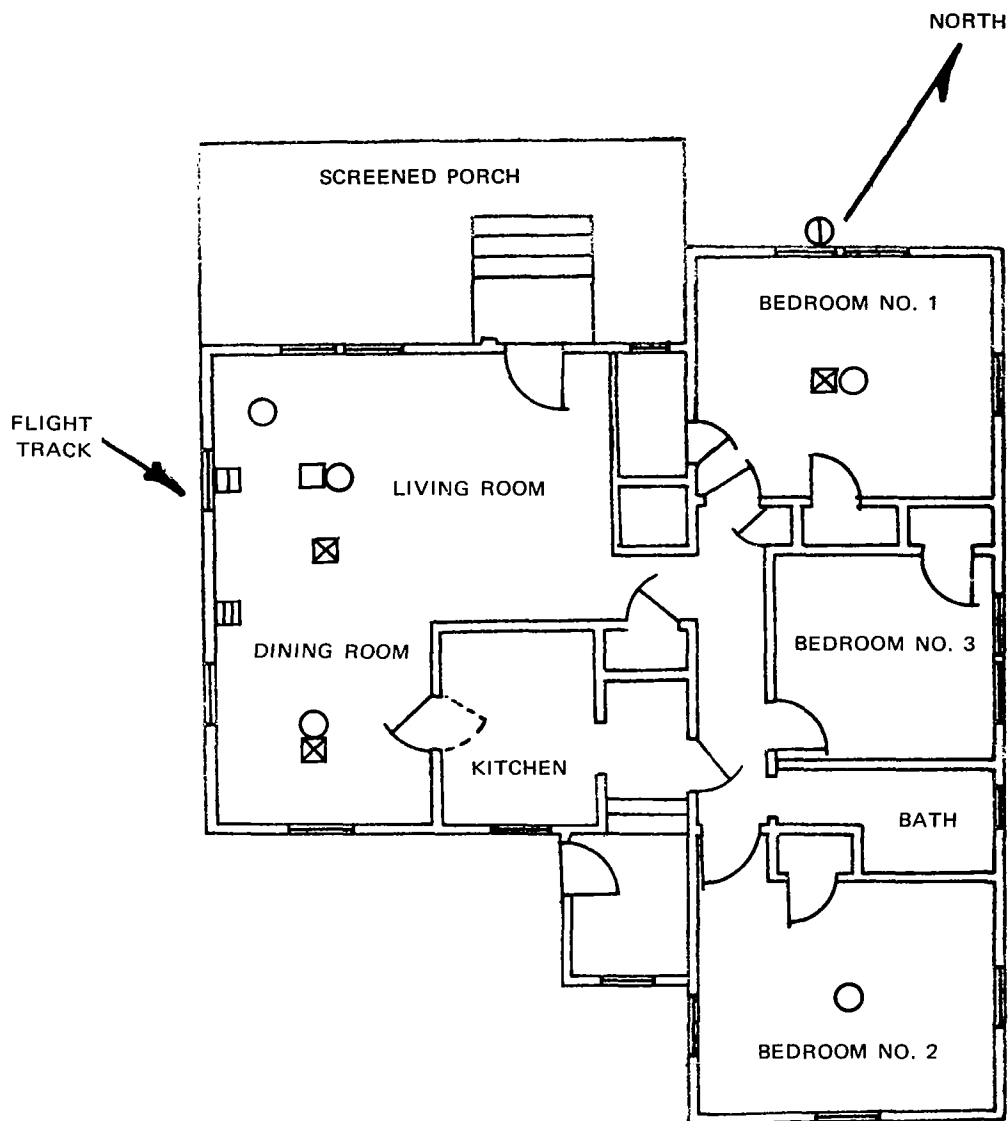 NORTH
SCREENED PORCH
BEDROOM NO. 1
FLIGHT
TRACK
LIVING ROOM
DINING ROOM
BEDROOM NO. 3
KITCHEN
BATH
BEDROOM NO. 2